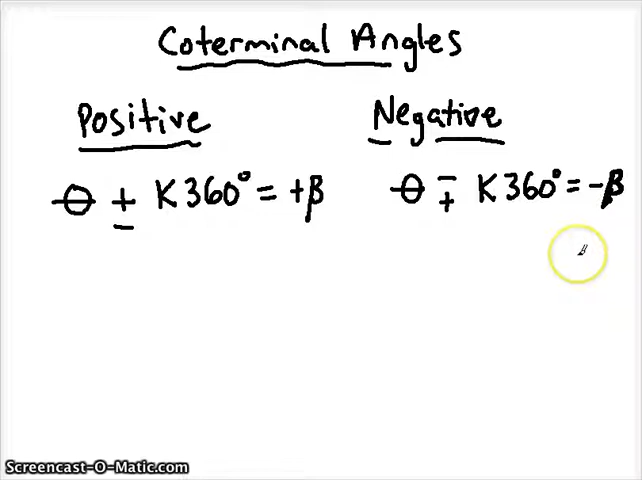 Coterminal Angles
Positive
Negative
θ ± K360° = +β
θ ∓ K360° = -β
Screencast-O-Matic.com